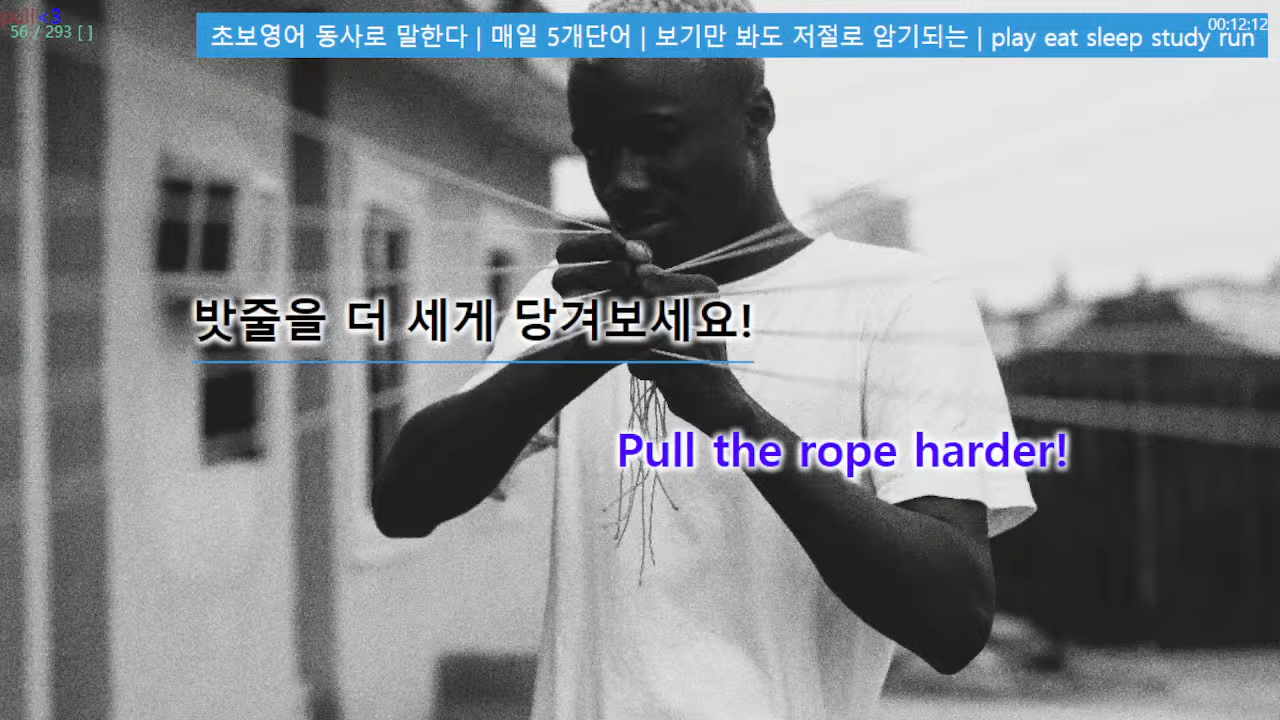 pull <3
56 / 293 [ ]
초보영어 동사로 말한다 | 매일 5개단어 | 보기만 봐도 저절로 암기되는 | play eat sleep study run
00:12:12
밧줄을 더 세게 당겨보세요!
Pull the rope harder!